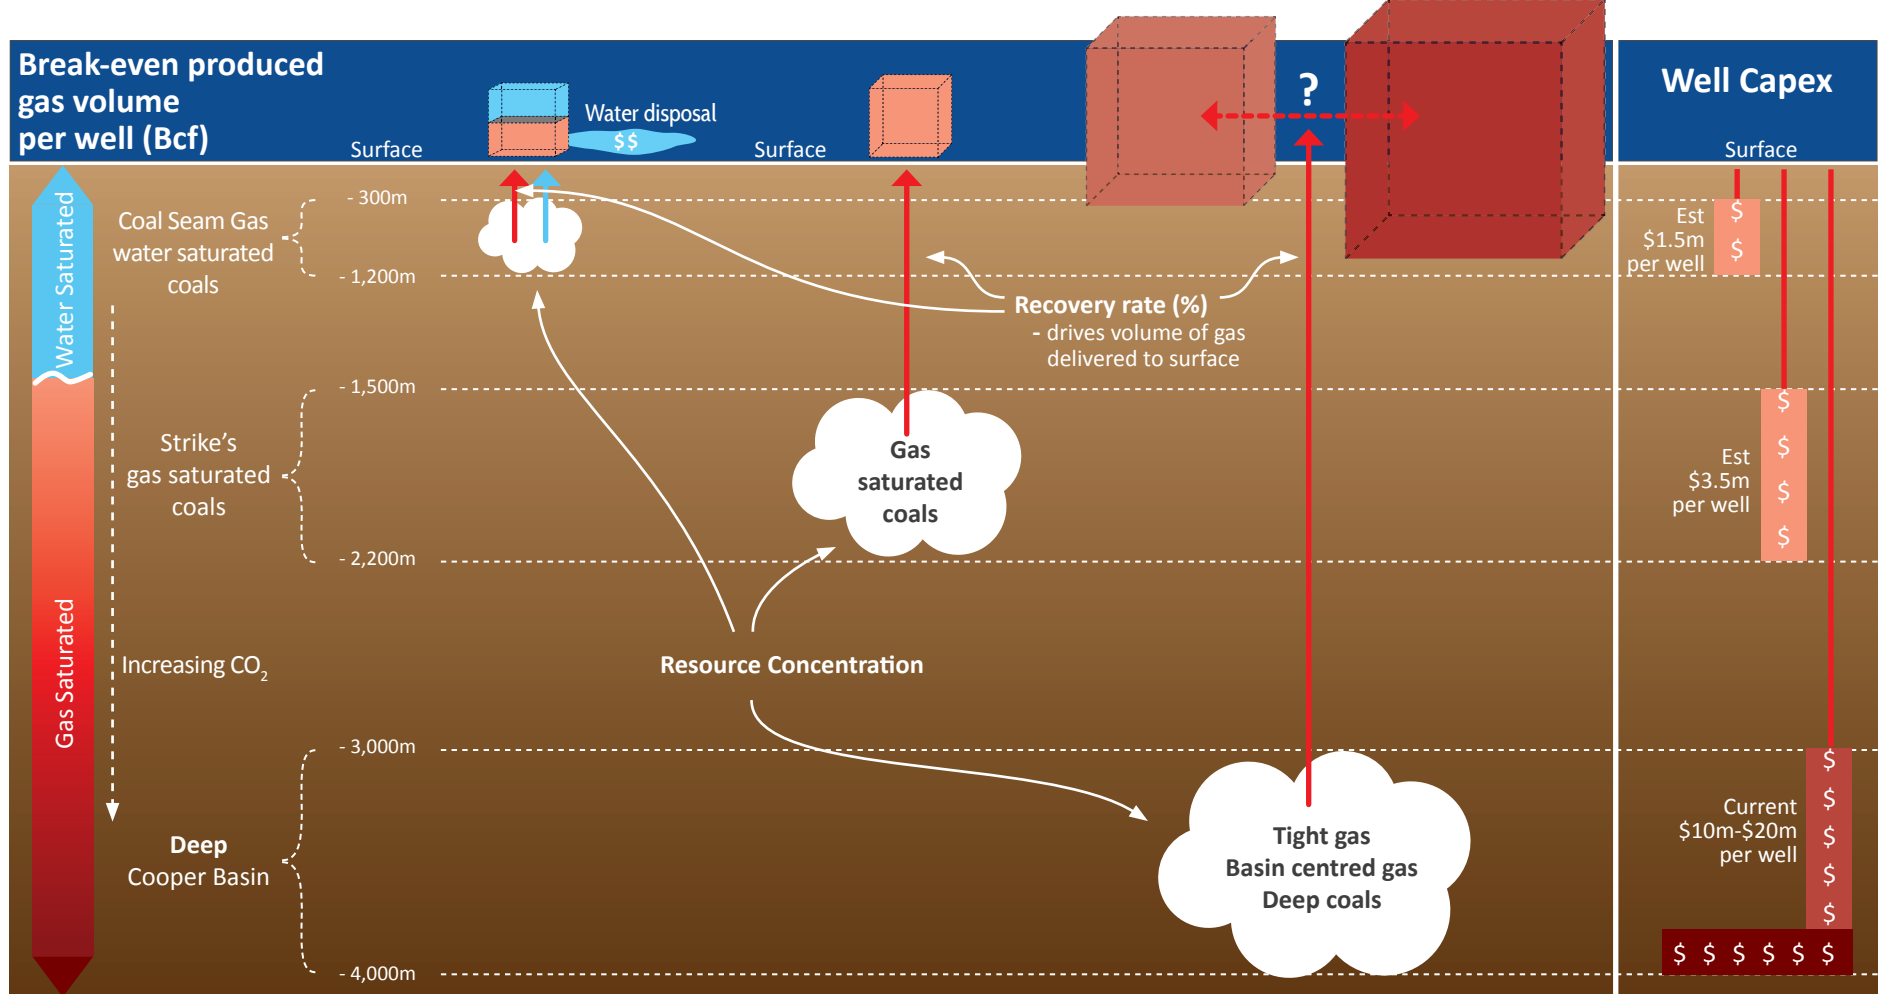 Break-even produced
gas volume
per well (Bcf)
Surface
Water disposal
$$
Surface
?
Well Capex
Surface
Water Saturated
Gas Saturated
Coal Seam Gas
water saturated
coals
Increasing CO₂
Strike’s
gas saturated
coals
Deep
Cooper Basin
- 300m
- 1,200m
- 1,500m
- 2,200m
- 3,000m
- 4,000m
Recovery rate (%)
- drives volume of gas
delivered to surface
Gas
saturated
coals
Resource Concentration
Tight gas
Basin centred gas
Deep coals
Est
$1.5m
per well
$
$
Est
$3.5m
per well
$
$
$
$
Current
$10m-$20m
per well
$
$
$
$
$
$ $ $ $ $ $